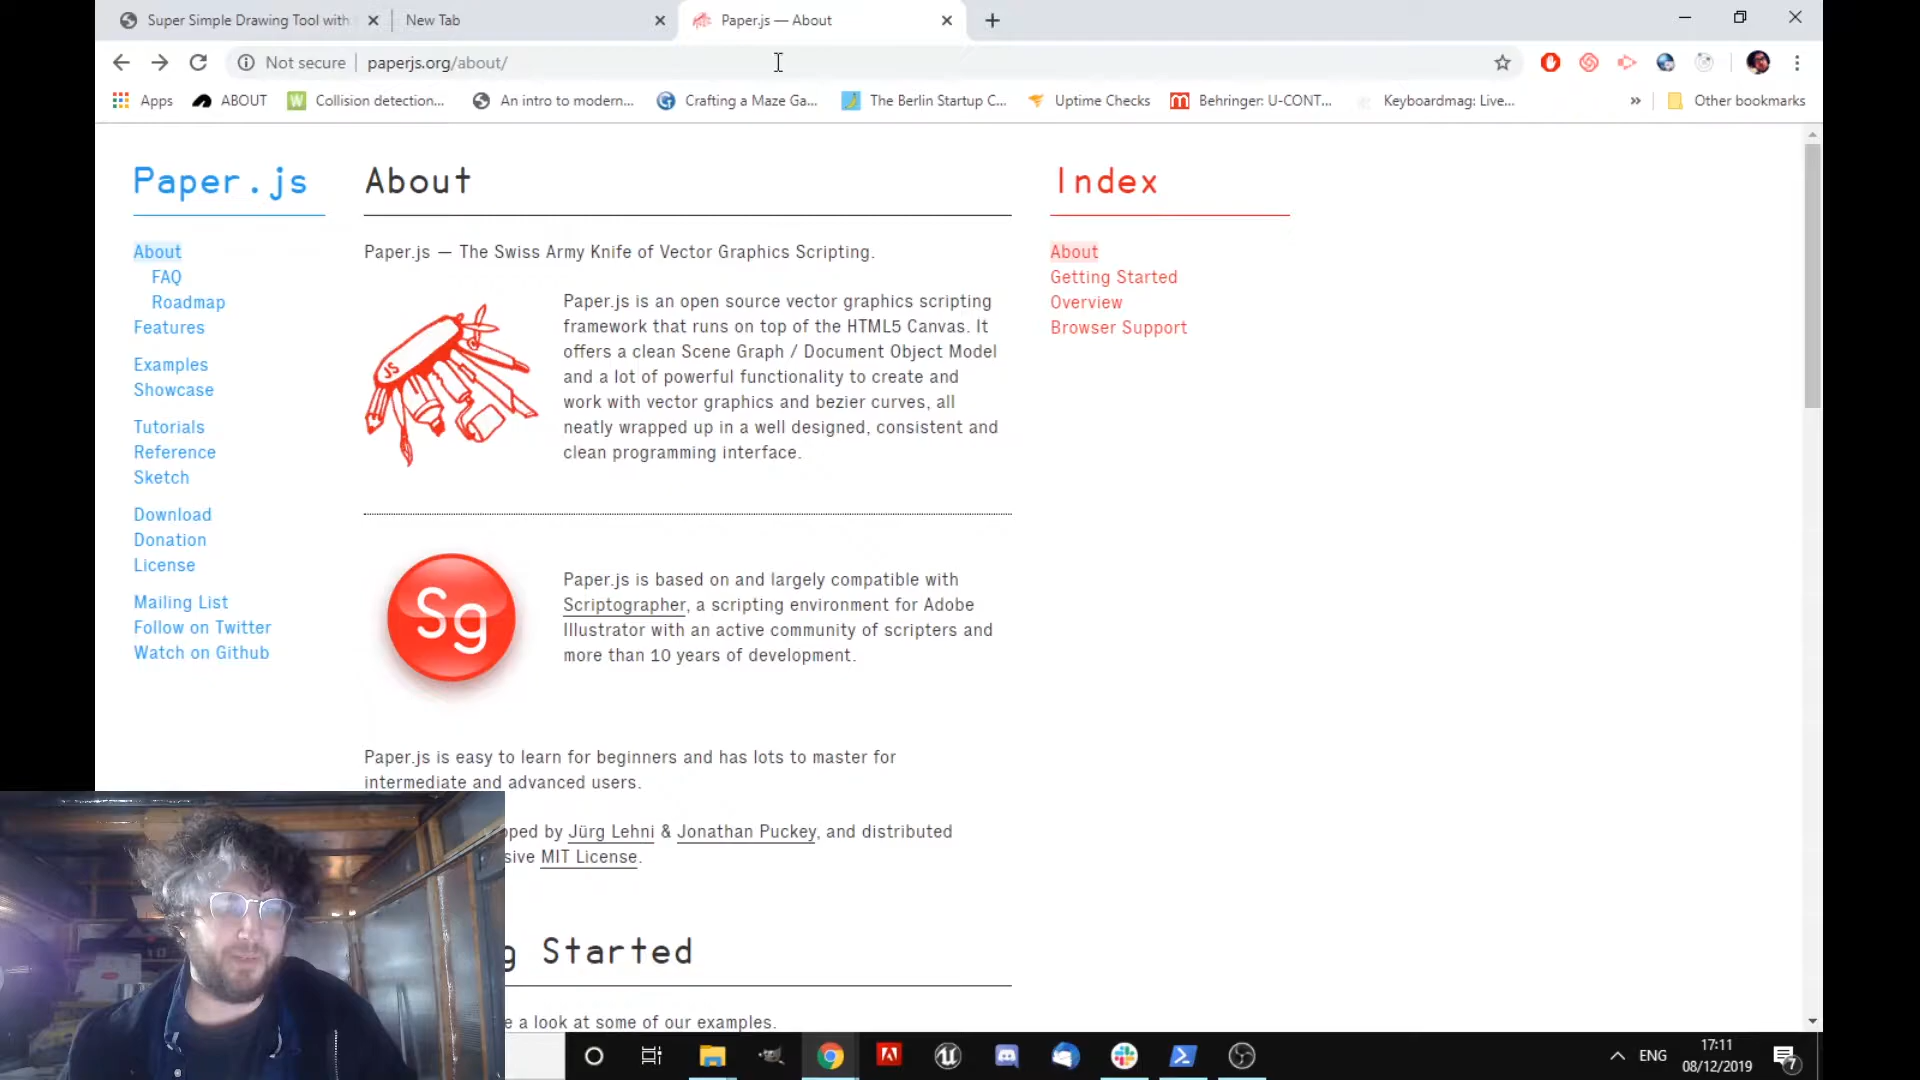 Super Simple Drawing Tool with
New Tab
Paper.js — About
Not secure
paperjs.org/about/
Apps
ABOUT
Collision detection...
An intro to modern...
Crafting a Maze Ga...
The Berlin Startup C...
Uptime Checks
Behringer: U-CONT...
Keyboardmag: Live...
»
Other bookmarks
Paper.js
About
FAQ
Roadmap
Features
Examples
Showcase
Tutorials
Reference
Sketch
Download
Donation
License
Mailing List
Follow on Twitter
Watch on Github
About
Paper.js — The Swiss Army Knife of Vector Graphics Scripting.
JS
Paper.js is an open source vector graphics scripting
framework that runs on top of the HTML5 Canvas. It
offers a clean Scene Graph / Document Object Model
and a lot of powerful functionality to create and
work with vector graphics and bezier curves, all
neatly wrapped up in a well designed, consistent and
clean programming interface.
Sg
Paper.js is based on and largely compatible with
Scriptographer, a scripting environment for Adobe
Illustrator with an active community of scripters and
more than 10 years of development.
Paper.js is easy to learn for beginners and has lots to master for
intermediate and advanced users.
pped by Jürg Lehni & Jonathan Puckey, and distributed
sive MIT License.
g Started
e a look at some of our examples.
Index
About
Getting Started
Overview
Browser Support
ENG
17:11
08/12/2019
7